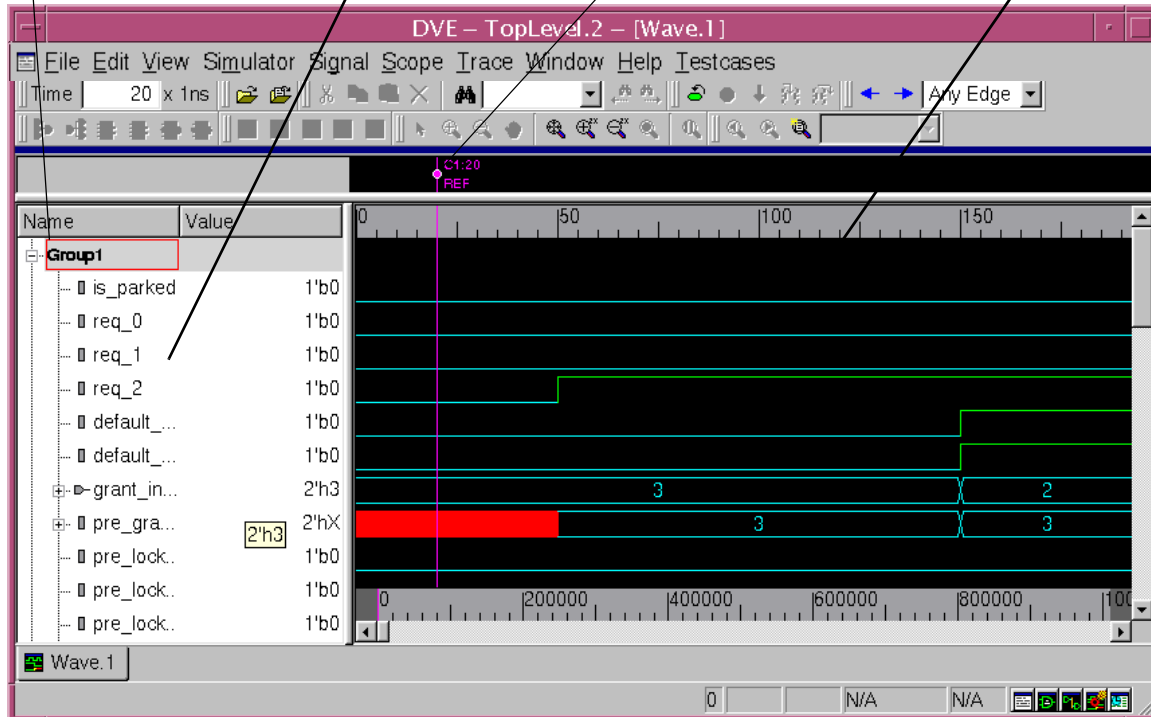 DVE – TopLevel.2 – [Wave.1]
File Edit View Simulator Signal Scope Trace Window Help Testcases
Time 20 x 1ns Any Edge
C1:20
REF
Name Value 0 50 100 150
Group1
is_parked 1'b0
req_0 1'b0
req_1 1'b0
req_2 1'b0
default_... 1'b0
default_... 1'b0
grant_in... 2'h3 3 2
pre_gra... 2'hX 3 3
2'h3
pre_lock.. 1'b0
pre_lock.. 1'b0
0 200000 400000 600000 800000 100
pre_lock.. 1'b0
Wave.1
0 N/A N/A